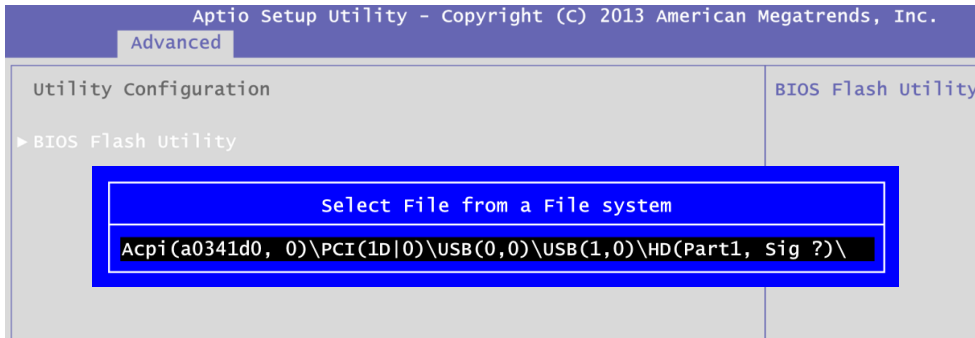 Aptio Setup Utility - Copyright (C) 2013 American Megatrends, Inc.
Advanced
Utility Configuration
BIOS Flash Utility
►BIOS Flash Utility
Select File from a File system
Acpi(a0341d0, 0)\PCI(1D|0)\USB(0,0)\USB(1,0)\HD(Part1, Sig ?)\